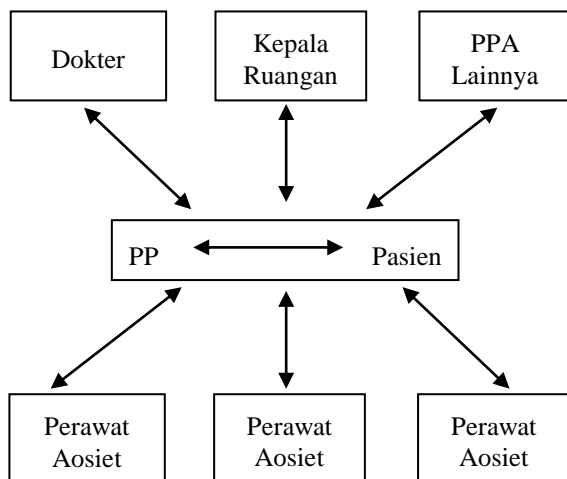 Dokter
Kepala
Ruangan
PPA
Lainnya
PP Pasien
Perawat
Aosiet
Perawat
Aosiet
Perawat
Aosiet